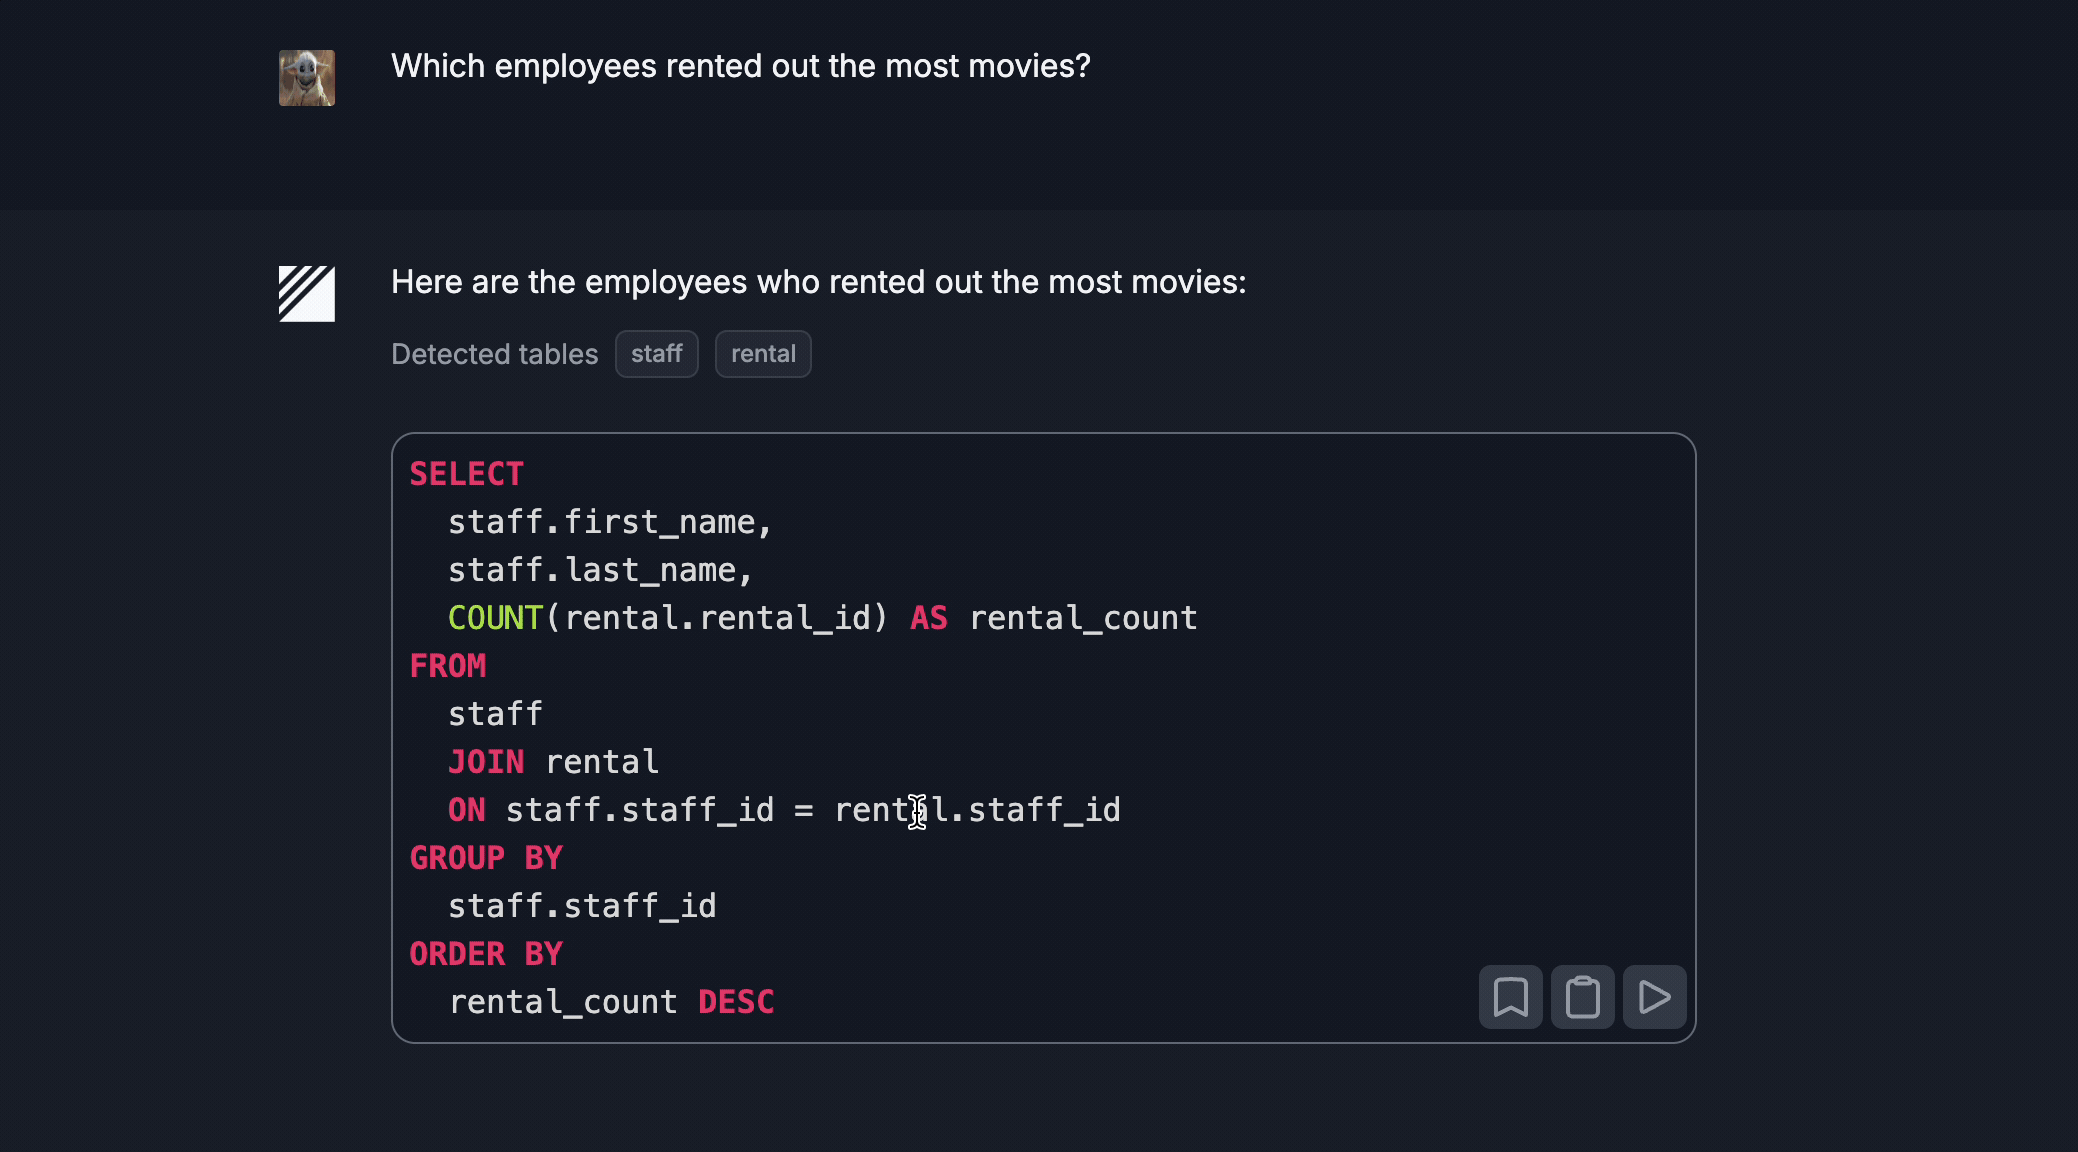 Which employees rented out the most movies?
Here are the employees who rented out the most movies:
Detected tables staff rental
SELECT
  staff.first_name,
  staff.last_name,
  COUNT(rental.rental_id) AS rental_count
FROM
  staff
  JOIN rental
  ON staff.staff_id = rental.staff_id
GROUP BY
  staff.staff_id
ORDER BY
  rental_count DESC